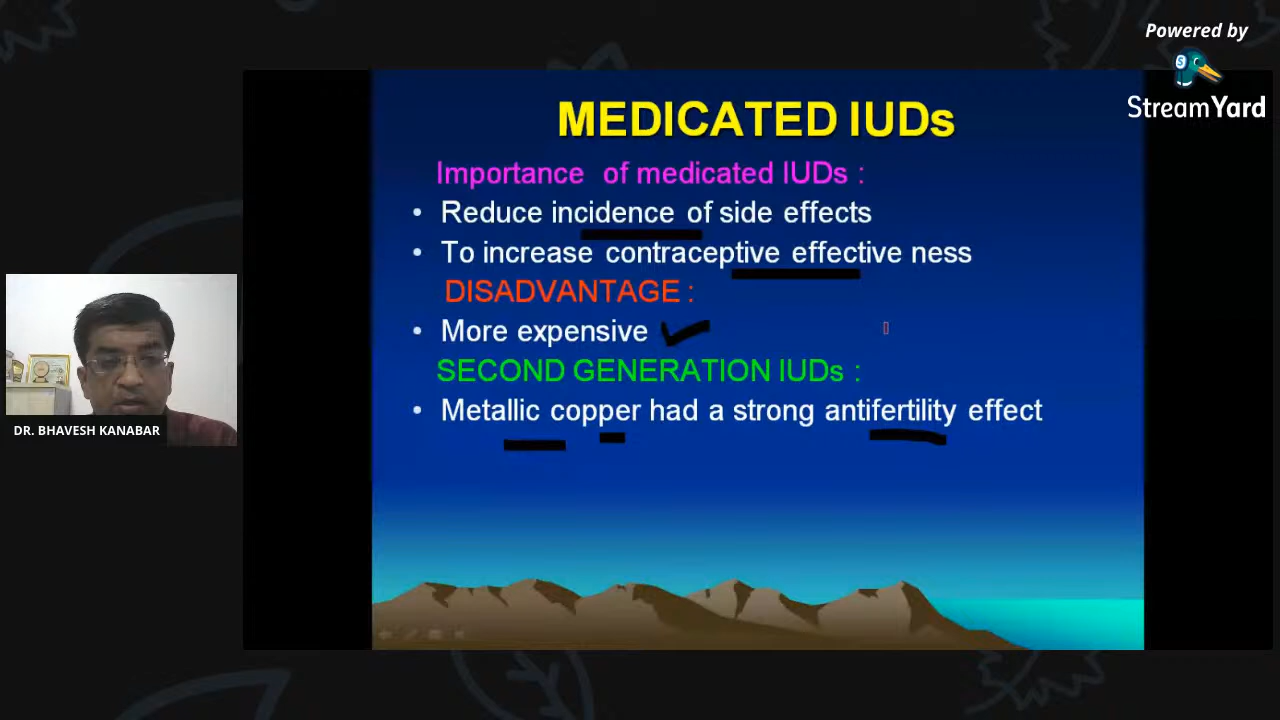 Powered by
StreamYard
MEDICATED IUDs
Importance of medicated IUDs :
• Reduce incidence of side effects
• To increase contraceptive effective ness
DISADVANTAGE :
• More expensive
SECOND GENERATION IUDs :
• Metallic copper had a strong antifertility effect
DR. BHAVESH KANABAR